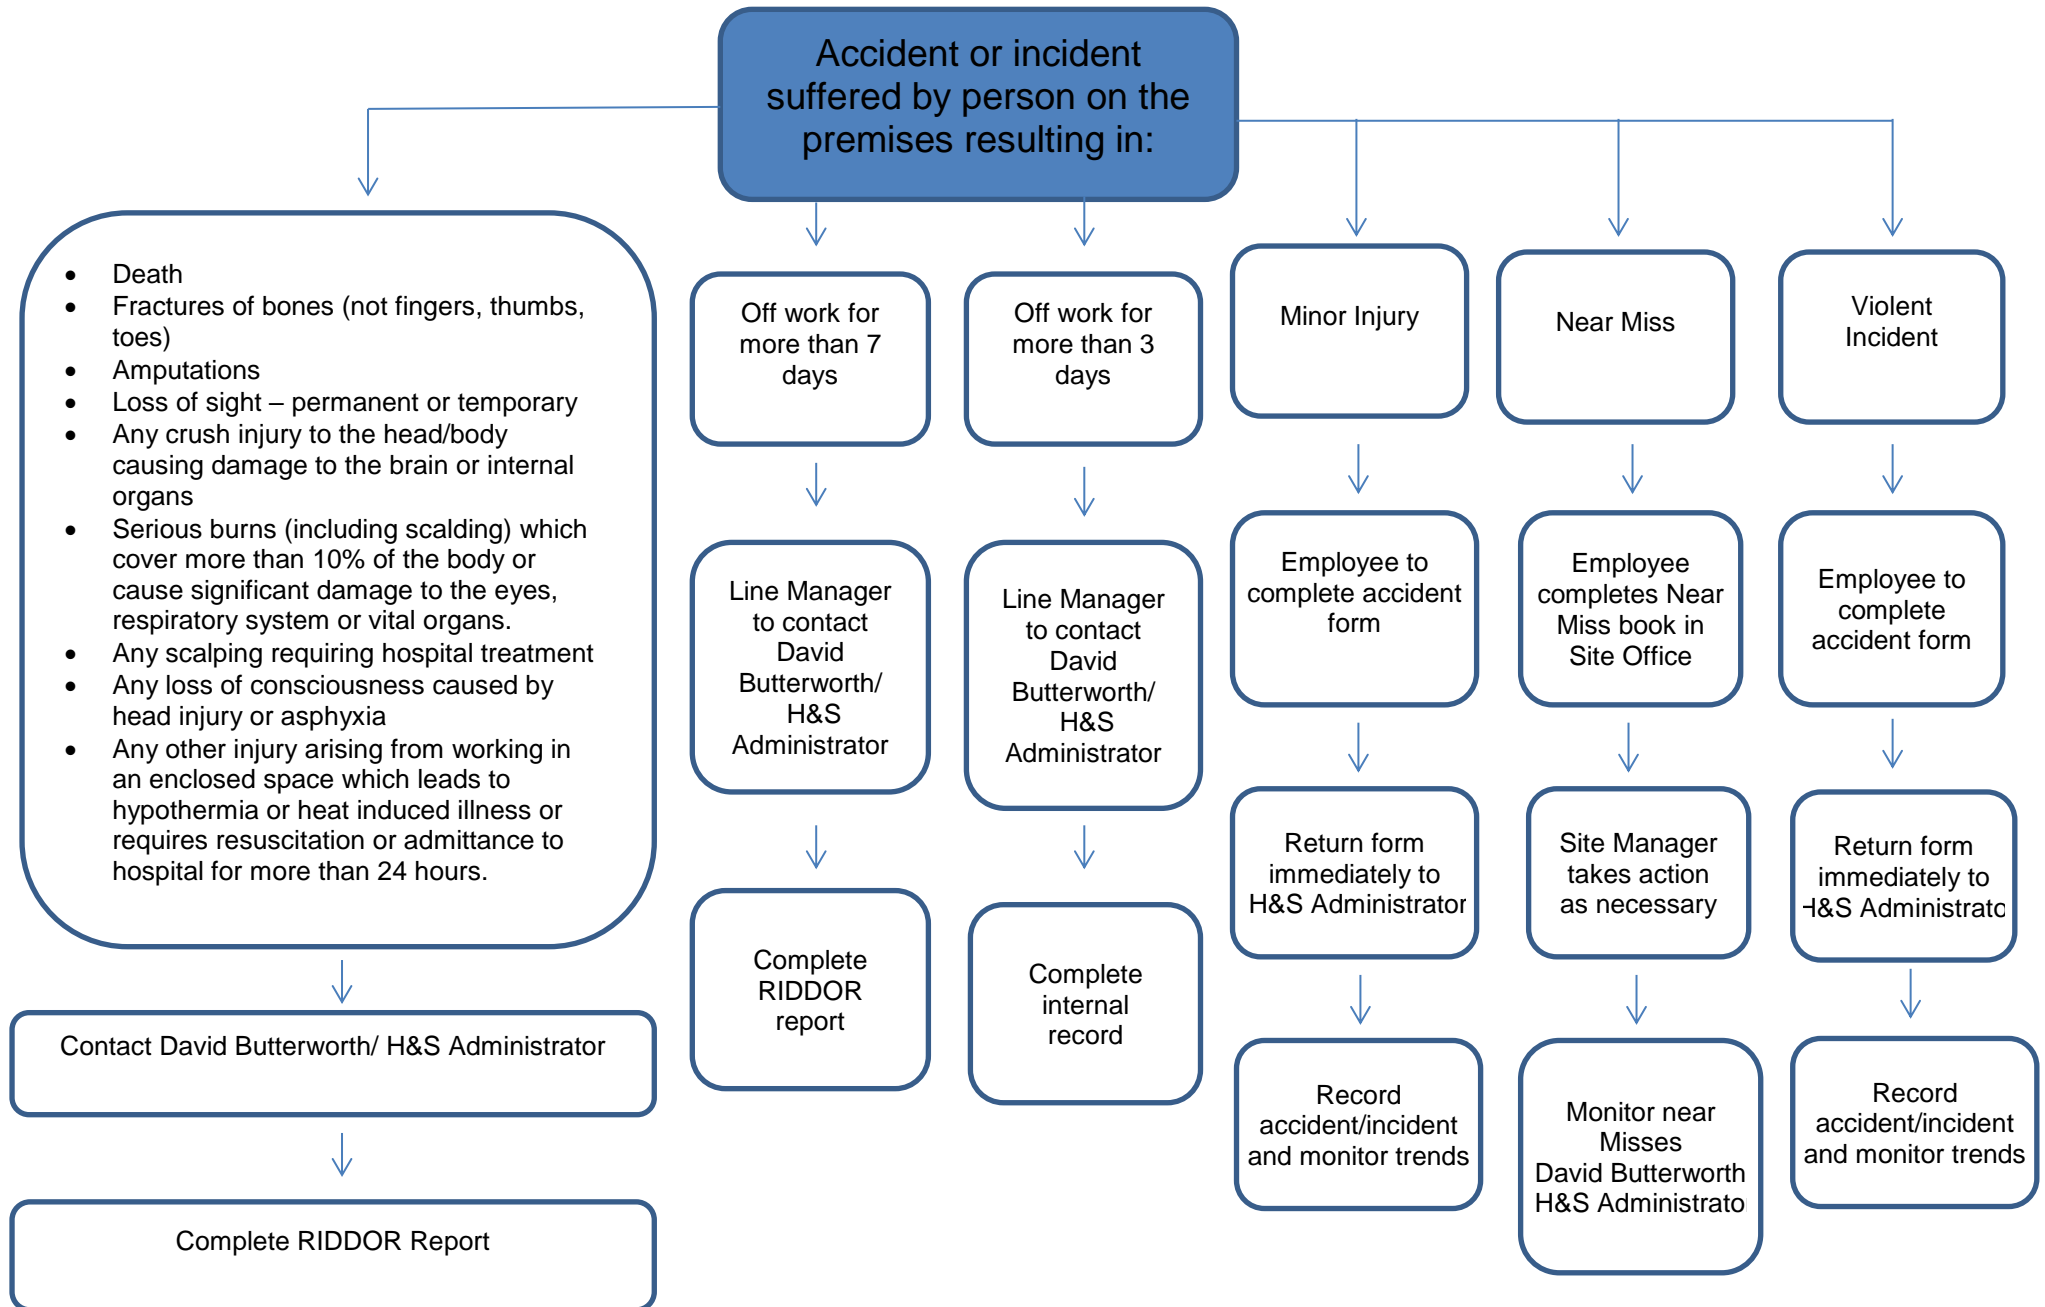 Accident or incident
suffered by person on the
premises resulting in:
• Death
• Fractures of bones (not fingers, thumbs,
toes)
• Amputations
• Loss of sight – permanent or temporary
• Any crush injury to the head/body
causing damage to the brain or internal
organs
• Serious burns (including scalding) which
cover more than 10% of the body or
cause significant damage to the eyes,
respiratory system or vital organs.
• Any scalping requiring hospital treatment
• Any loss of consciousness caused by
head injury or asphyxia
• Any other injury arising from working in
an enclosed space which leads to
hypothermia or heat induced illness or
requires resuscitation or admittance to
hospital for more than 24 hours.
Contact David Butterworth/ H&S Administrator
Complete RIDDOR Report
Off work for
more than 7
days
Line Manager
to contact
David
Butterworth/
H&S
Administrator
Complete
RIDDOR
report
Off work for
more than 3
days
Line Manager
to contact
David
Butterworth/
H&S
Administrator
Complete
internal
record
Minor Injury
Employee to
complete accident
form
Return form
immediately to
H&S Administrator
Record
accident/incident
and monitor trends
Near Miss
Employee
completes Near
Miss book in
Site Office
Site Manager
takes action
as necessary
Monitor near
Misses
David Butterworth
H&S Administrato
Violent
Incident
Employee to
complete
accident form
Return form
immediately to
H&S Administrato
Record
accident/incident
and monitor trends